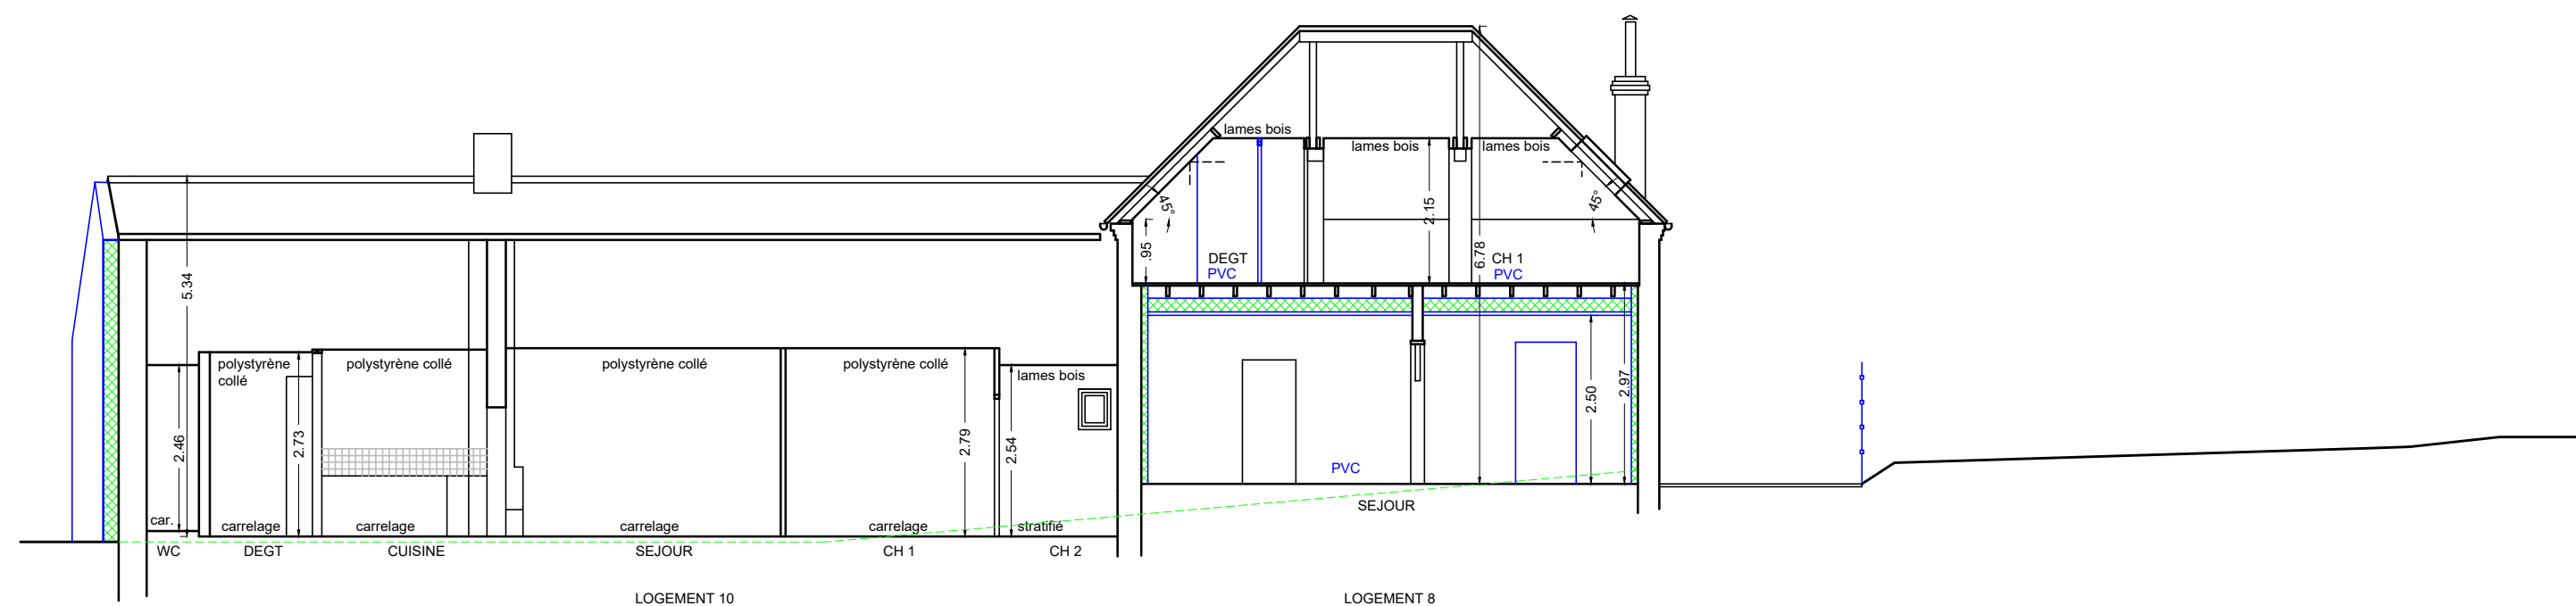 lames bois
lames bois
lames bois
45°
45°
2.15
.95
6.78
DEGT
PVC
CH 1
PVC
5.34
polystyrène
collé
polystyrène collé
polystyrène collé
polystyrène collé
lames bois
2.46
2.73
2.79
2.54
2.50
2.97
PVC
SEJOUR
car.
carrelage
carrelage
carrelage
carrelage
stratifié
WC
DEGT
CUISINE
SEJOUR
CH 1
CH 2
LOGEMENT 10
LOGEMENT 8